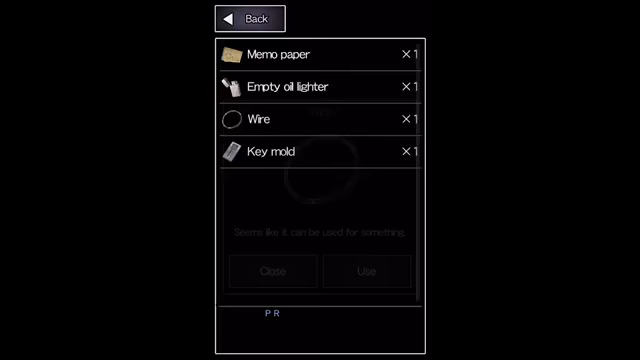 Back
Memo paper ×1
Empty oil lighter ×1
Wire ×1
Key mold ×1
Seems like it can be used for something.
Close Use
PR